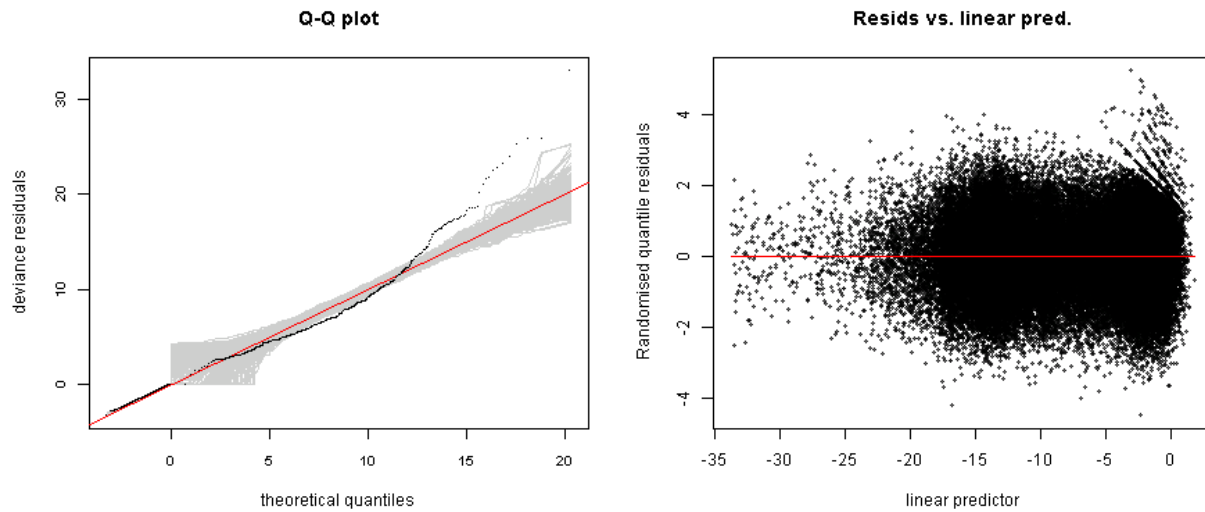 Q-Q plot
deviance residuals
30
20
10
0
0 5 10 15 20
theoretical quantiles
Resids vs. linear pred.
Randomised quantile residuals
4
2
0
-2
-4
-35 -30 -25 -20 -15 -10 -5 0
linear predictor